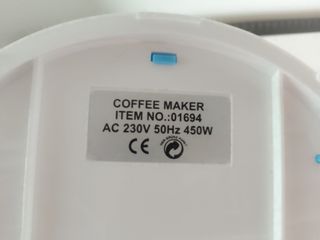 COFFEE MAKER
ITEM NO.:01694
AC 230V 50Hz 450W
CE